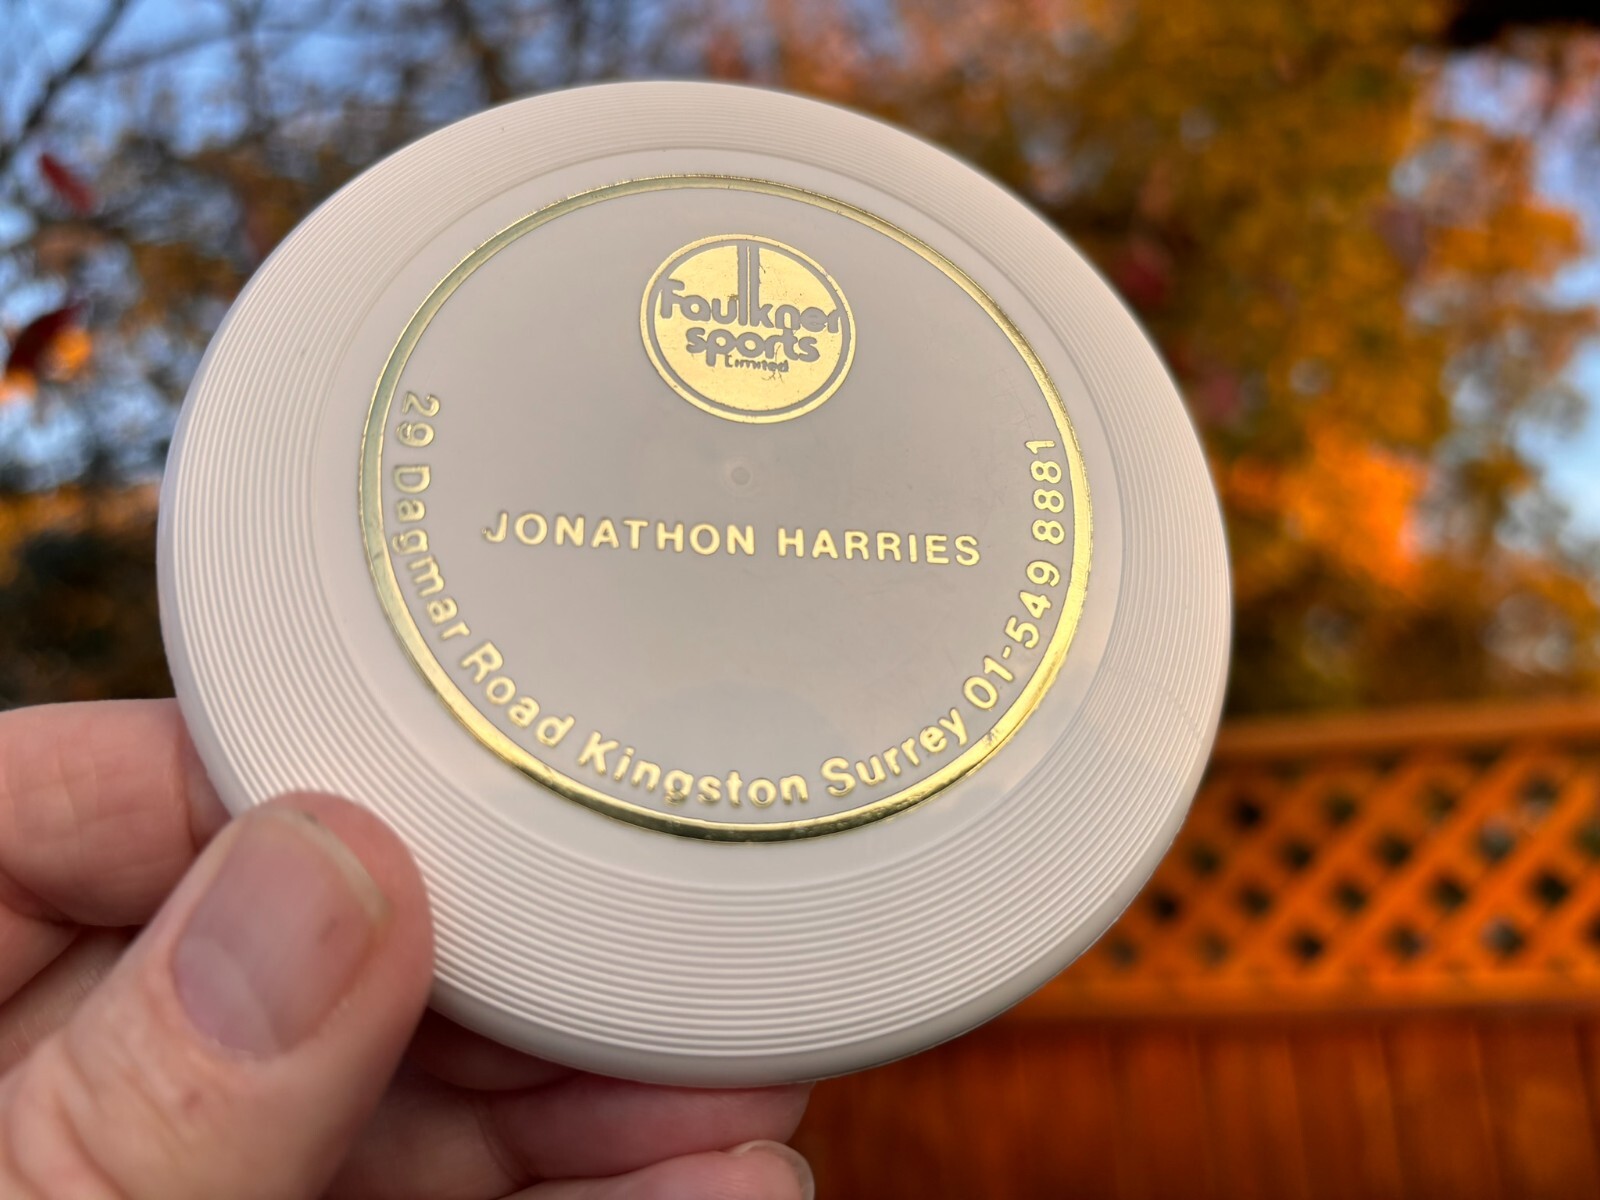 Faulkner
sports
Limited
JONATHON HARRIES
29 Dagmar Road Kingston Surrey 01-549 8881